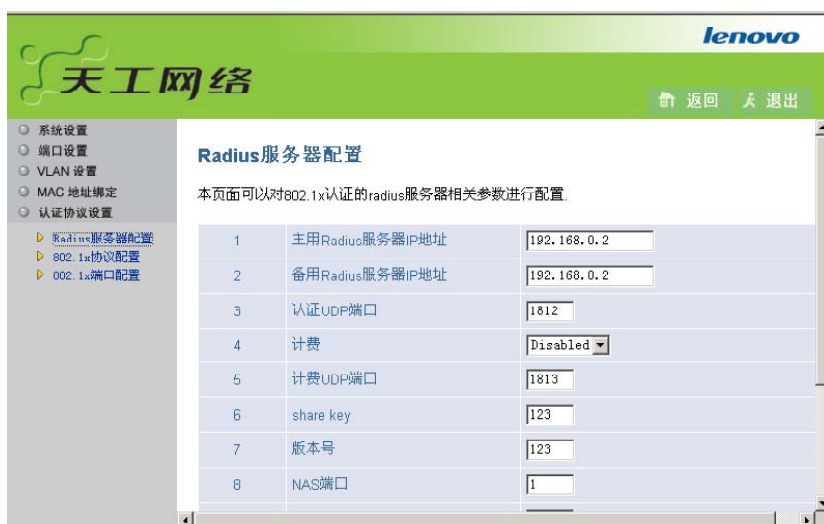 lenovo
天工网络
返回 退出
系统设置
端口设置
VLAN 设置
MAC 地址绑定
认证协议设置
Radius服务器配置
802.1x协议配置
802.1x端口配置
Radius服务器配置
本页面可以对802.1x认证的radius服务器相关参数进行配置.
1 主用Radius服务器IP地址 192.168.0.2
2 备用Radius服务器IP地址 192.168.0.2
3 认证UDP端口 1812
4 计费 Disabled
5 计费UDP端口 1813
6 share key 123
7 版本号 123
8 NAS端口 1